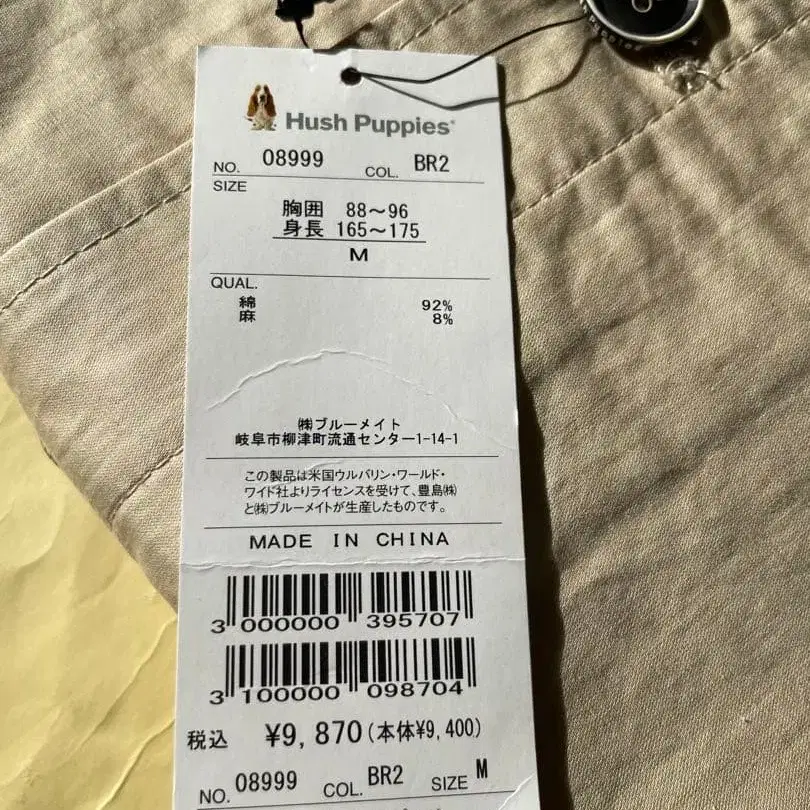 Hush Puppies
NO. 08999 COL. BR2
SIZE
胸囲 88〜96
身長 165〜175
M
QUAL.
綿 92%
麻 8%
㈱ブルーメイト
岐阜市柳津町流通センター1-14-1
この製品は米国ウルバリン・ワールド・
ワイド社よりライセンスを受けて、豊島㈱
と㈱ブルーメイトが生産したものです。
MADE IN CHINA
3 000000 395707
3 100000 098704
税込 ¥9,870(本体¥9,400)
NO. 08999 COL. BR2 SIZE M